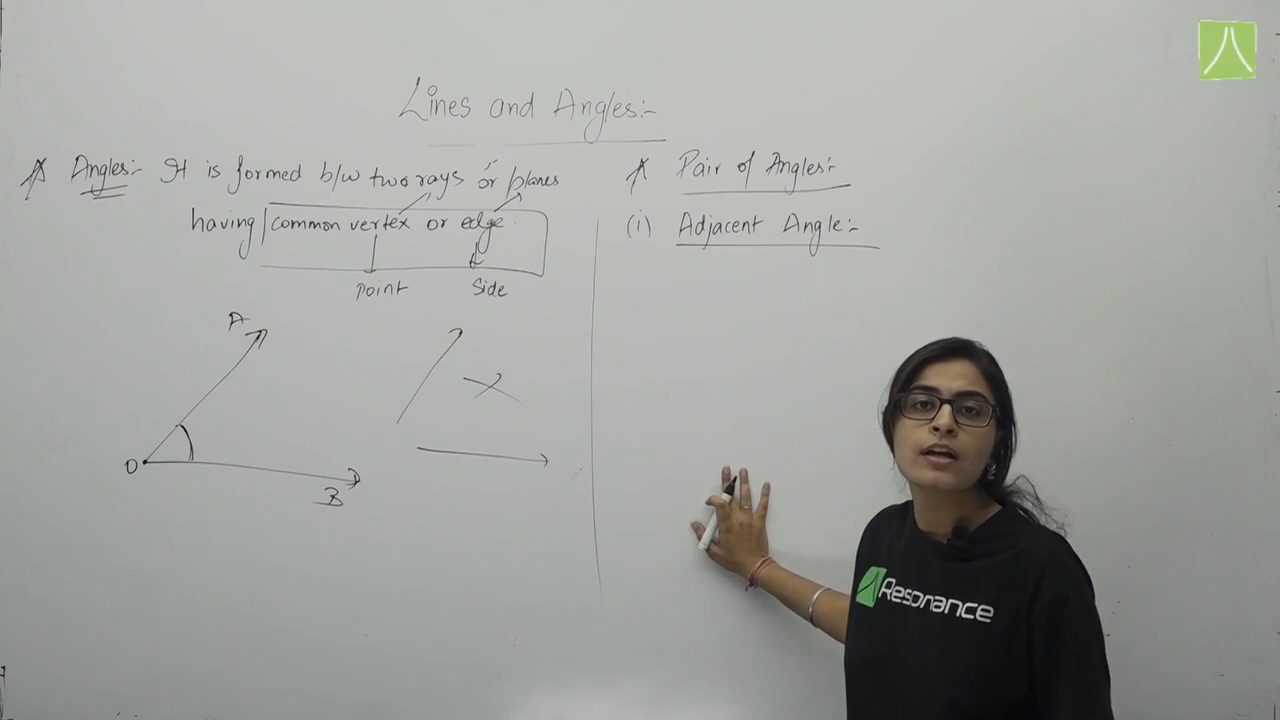 Lines and Angles:-
Angles:- It is formed b/w two rays or planes
having common vertex or edge.
Point Side
A
O
B
Pair of Angles:-
(i) Adjacent Angle:-
Resonance